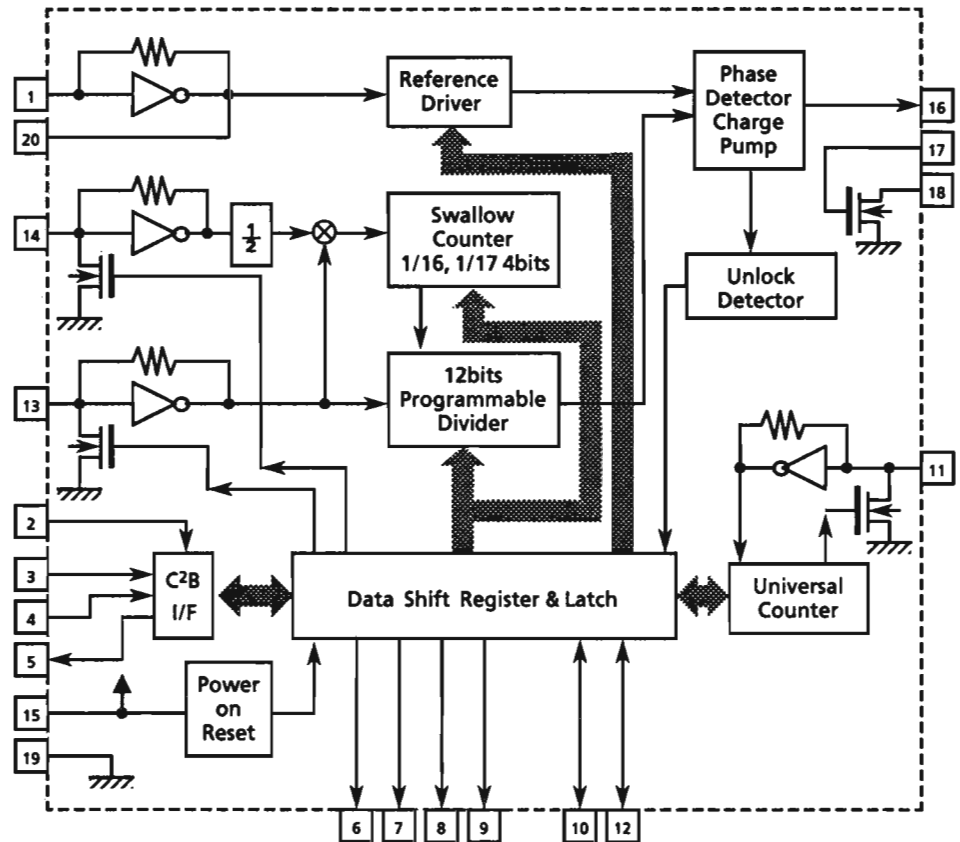 1
20
14
13
2
3
4
5
15
19
Reference
Driver
Phase
Detector
Charge
Pump
16
17
18
1/2
Swallow
Counter
1/16, 1/17 4bits
Unlock
Detector
12bits
Programmable
Divider
11
C²B
I/F
Data Shift Register & Latch
Universal
Counter
Power
on
Reset
6
7
8
9
10
12